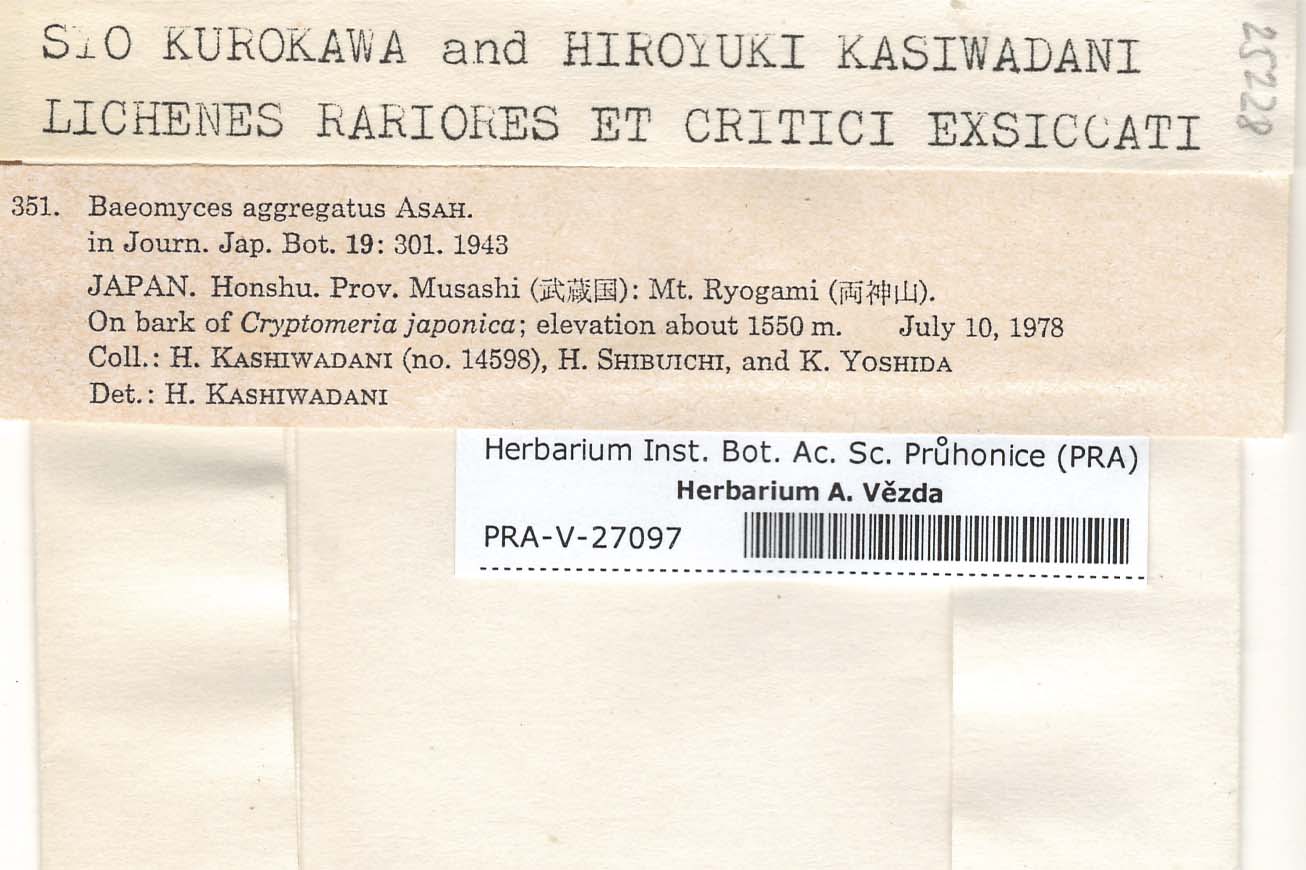 SIO KUROKAWA and HIROYUKI KASIWADANI
LICHENES RARIORES ET CRITICI EXSICCATI
25228
351. Baeomyces aggregatus ASAH.
in Journ. Jap. Bot. 19: 301. 1943
JAPAN. Honshu. Prov. Musashi (武蔵国): Mt. Ryogami (両神山).
On bark of Cryptomeria japonica; elevation about 1550 m. July 10, 1978
Coll.: H. KASHIWADANI (no. 14598), H. SHIBUICHI, and K. YOSHIDA
Det.: H. KASHIWADANI
Herbarium Inst. Bot. Ac. Sc. Průhonice (PRA)
Herbarium A. Vězda
PRA-V-27097